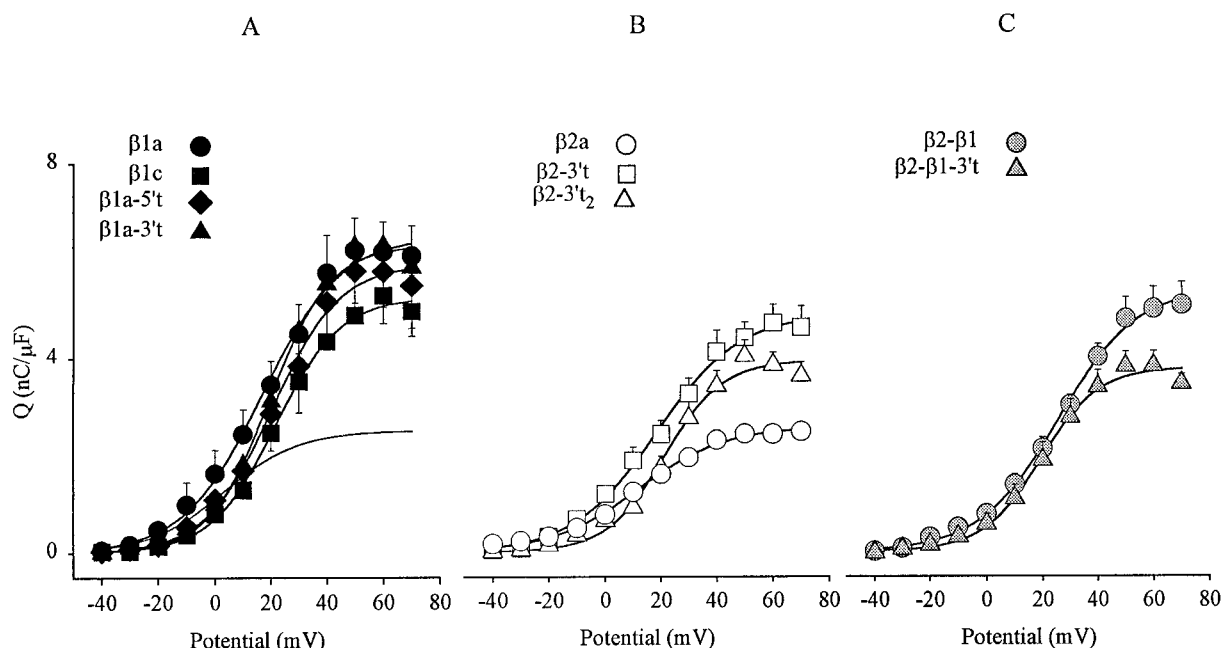 A
B
C
β1a
β1c
β1a-5't
β1a-3't
β2a
β2-3't
β2-3't₂
β2-β1
β2-β1-3't
8
4
0
Q (nC/μF)
-40 -20 0 20 40 60 80
-40 -20 0 20 40 60 80
-40 -20 0 20 40 60 80
Potential (mV)
Potential (mV)
Potential (mV)